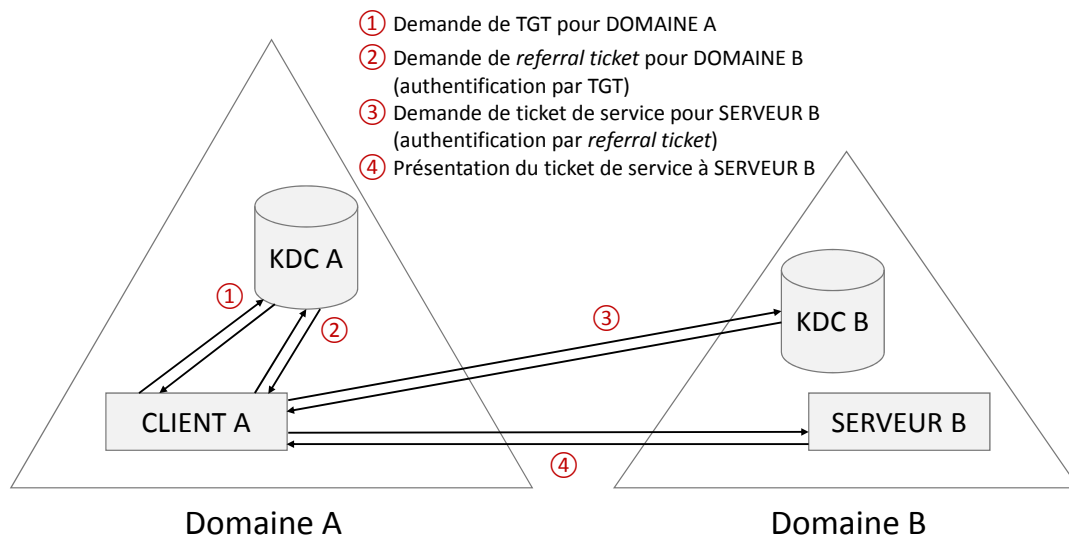 ① Demande de TGT pour DOMAINE A
② Demande de referral ticket pour DOMAINE B
(authentification par TGT)
③ Demande de ticket de service pour SERVEUR B
(authentification par referral ticket)
④ Présentation du ticket de service à SERVEUR B
KDC A
①
②
③
KDC B
CLIENT A
SERVEUR B
④
Domaine A
Domaine B